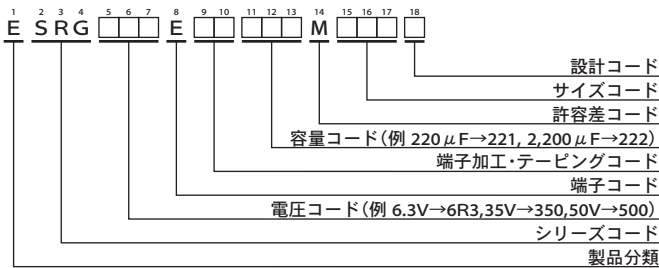 1 2 3 4 5 6 7 8 9 10 11 12 13 14 15 16 17 18
E S R G □□□ E □□ □□□ M □□□ □
設計コード
サイズコード
許容差コード
容量コード（例 220μF→221, 2,200μF→222）
端子加工・テーピングコード
端子コード
電圧コード（例 6.3V→6R3,35V→350,50V→500）
シリーズコード
製品分類